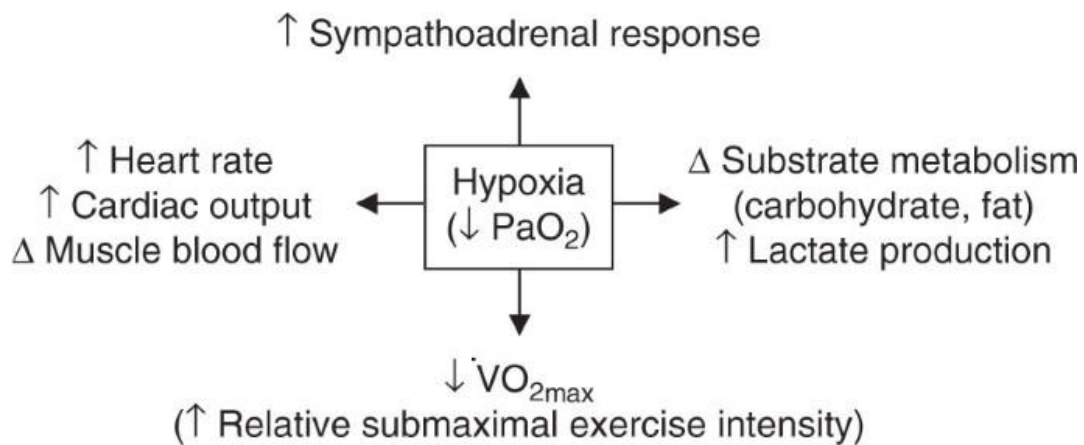 ↑ Sympathoadrenal response
↑ Heart rate
↑ Cardiac output
Δ Muscle blood flow
Hypoxia
(↓ PaO₂)
Δ Substrate metabolism
(carbohydrate, fat)
↑ Lactate production
↓ V̇O₂max
(↑ Relative submaximal exercise intensity)